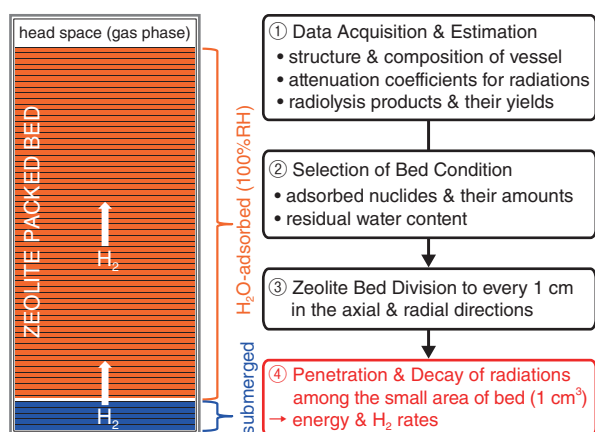 head space (gas phase)
ZEOLITE PACKED BED
H₂
H₂
H₂O-adsorbed (100%RH)
submerged
① Data Acquisition & Estimation
• structure & composition of vessel
• attenuation coefficients for radiations
• radiolysis products & their yields
② Selection of Bed Condition
• adsorbed nuclides & their amounts
• residual water content
③ Zeolite Bed Division to every 1 cm
in the axial & radial directions
④ Penetration & Decay of radiations
among the small area of bed (1 cm³)
→ energy & H₂ rates